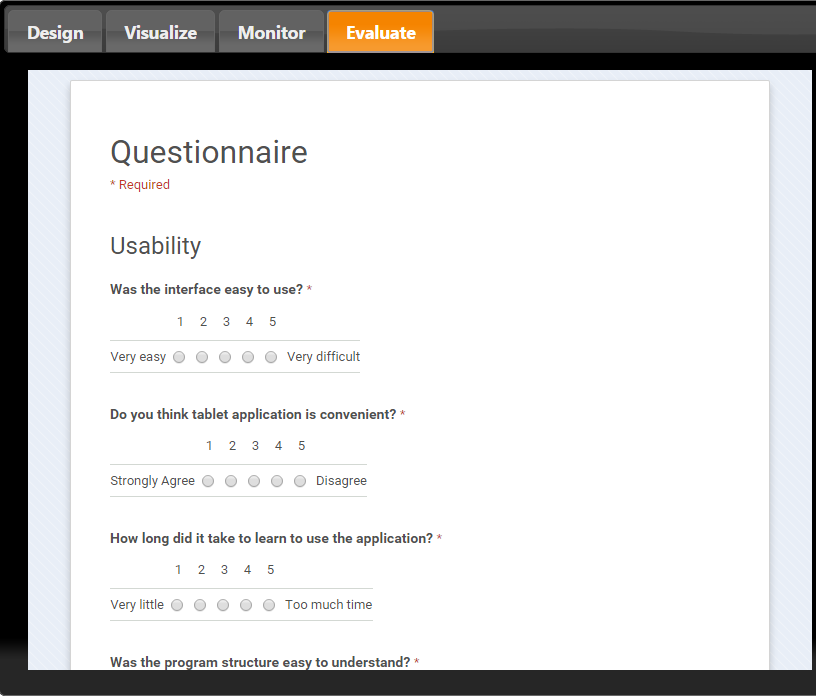 Design Visualize Monitor Evaluate
Questionnaire
* Required
Usability
Was the interface easy to use? *
1 2 3 4 5
Very easy Very difficult
Do you think tablet application is convenient? *
1 2 3 4 5
Strongly Agree Disagree
How long did it take to learn to use the application? *
1 2 3 4 5
Very little Too much time
Was the program structure easy to understand? *